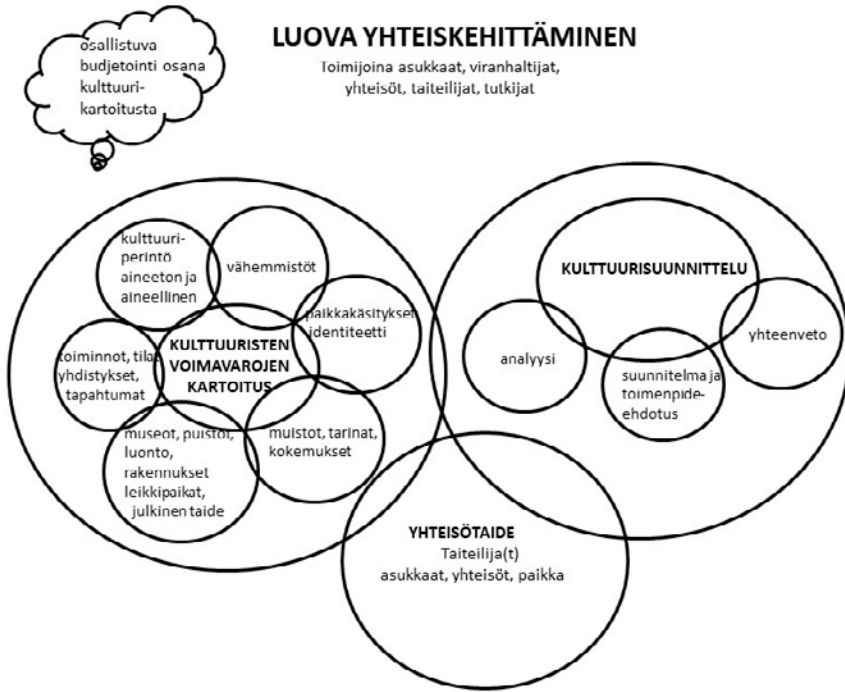 osallistuva
budjetointi osana
kulttuuri-
kartoitusta
LUOVA YHTEISKEHITTÄMINEN
Toimijoina asukkaat, viranhaltijat,
yhteisöt, taiteilijat, tutkijat
kulttuuri-
perintö
aineeton ja
aineellinen
vähemmistöt
paikkakäsitykset
identiteetti
KULTTUURISTEN
VOIMAVAROJEN
KARTOITUS
toiminnot, tilat
yhdistykset,
tapahtumat
museot, puistot,
luonto,
rakennukset
leikkipaikat,
julkinen taide
muistot, tarinat,
kokemukset
KULTTUURISUUNNITTELU
analyysi
suunnitelma ja
toimenpide-
ehdotus
yhteenveto
YHTEISÖTAIDE
Taiteilija(t)
asukkaat, yhteisöt, paikka